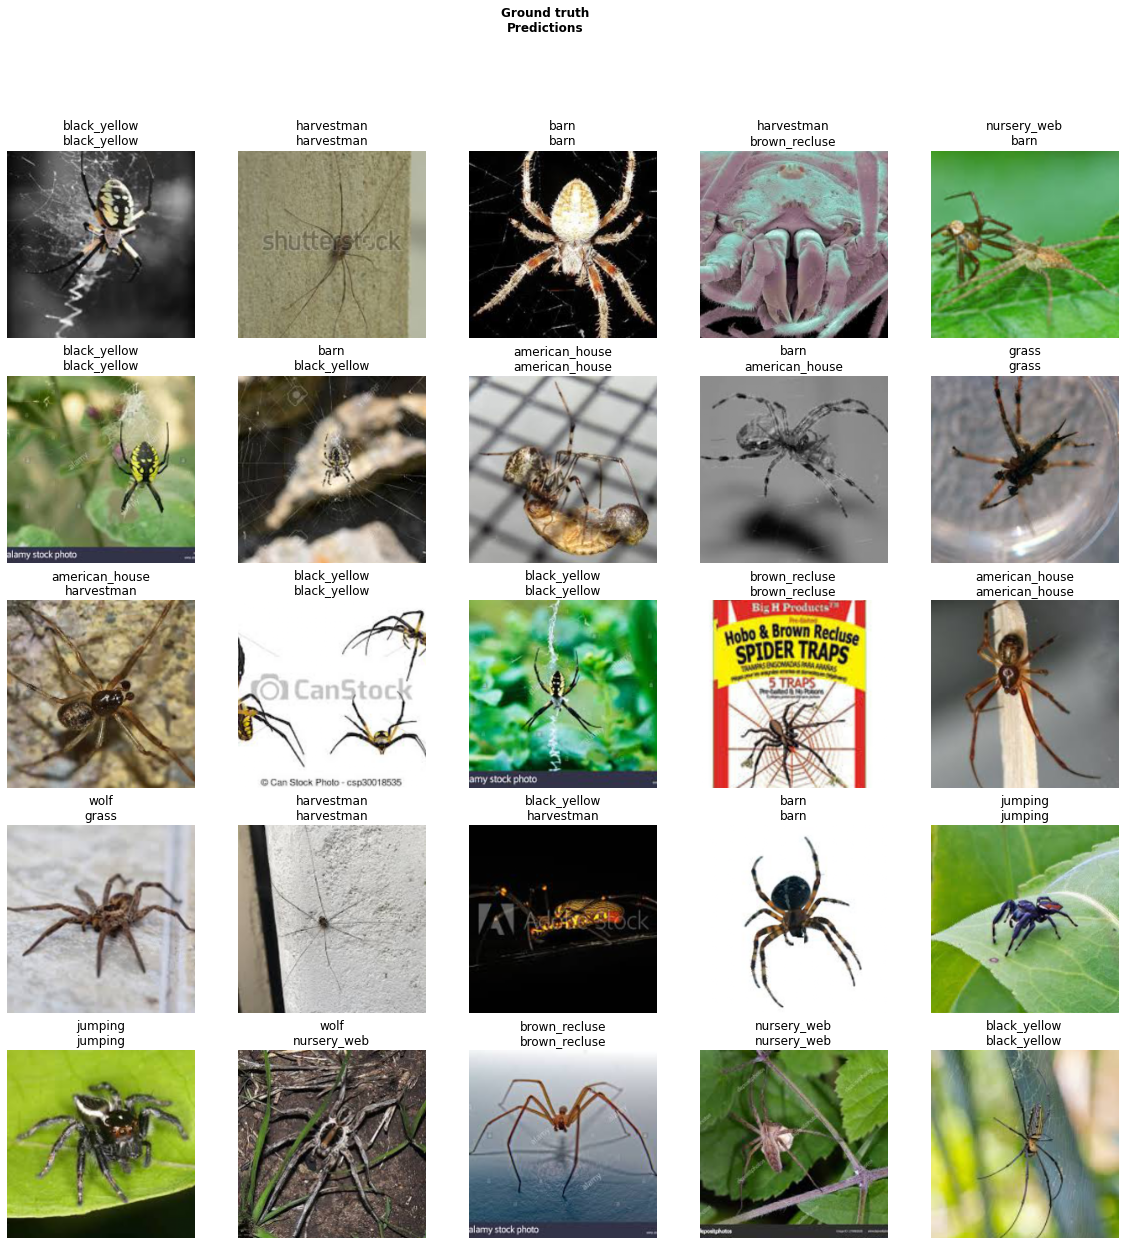 Ground truth
Predictions
black_yellow
black_yellow
harvestman
harvestman
barn
barn
harvestman
brown_recluse
nursery_web
barn
shutterstock
black_yellow
black_yellow
barn
black_yellow
american_house
american_house
barn
american_house
grass
grass
alamy stock photo
american_house
harvestman
black_yellow
black_yellow
black_yellow
black_yellow
brown_recluse
brown_recluse
american_house
american_house
CanStock
© Can Stock Photo - csp30018535
alamy stock photo
Big H Products™
Hobo & Brown Recluse
SPIDER TRAPS
5 TRAPS
wolf
grass
harvestman
harvestman
black_yellow
harvestman
barn
barn
jumping
jumping
Adobe Stock
jumping
jumping
wolf
nursery_web
brown_recluse
brown_recluse
nursery_web
nursery_web
black_yellow
black_yellow
alamy
alamy stock photo
depositphotos